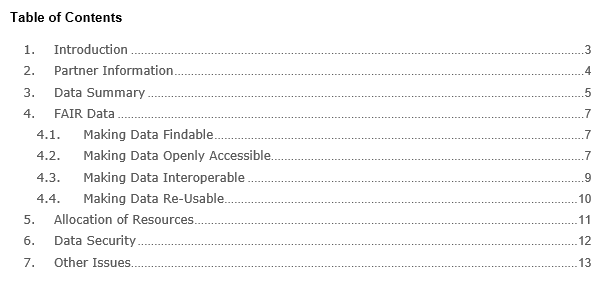 Table of Contents
1. Introduction 3
2. Partner Information 4
3. Data Summary 5
4. FAIR Data 7
4.1. Making Data Findable 7
4.2. Making Data Openly Accessible 7
4.3. Making Data Interoperable 9
4.4. Making Data Re-Usable 10
5. Allocation of Resources 11
6. Data Security 12
7. Other Issues 13